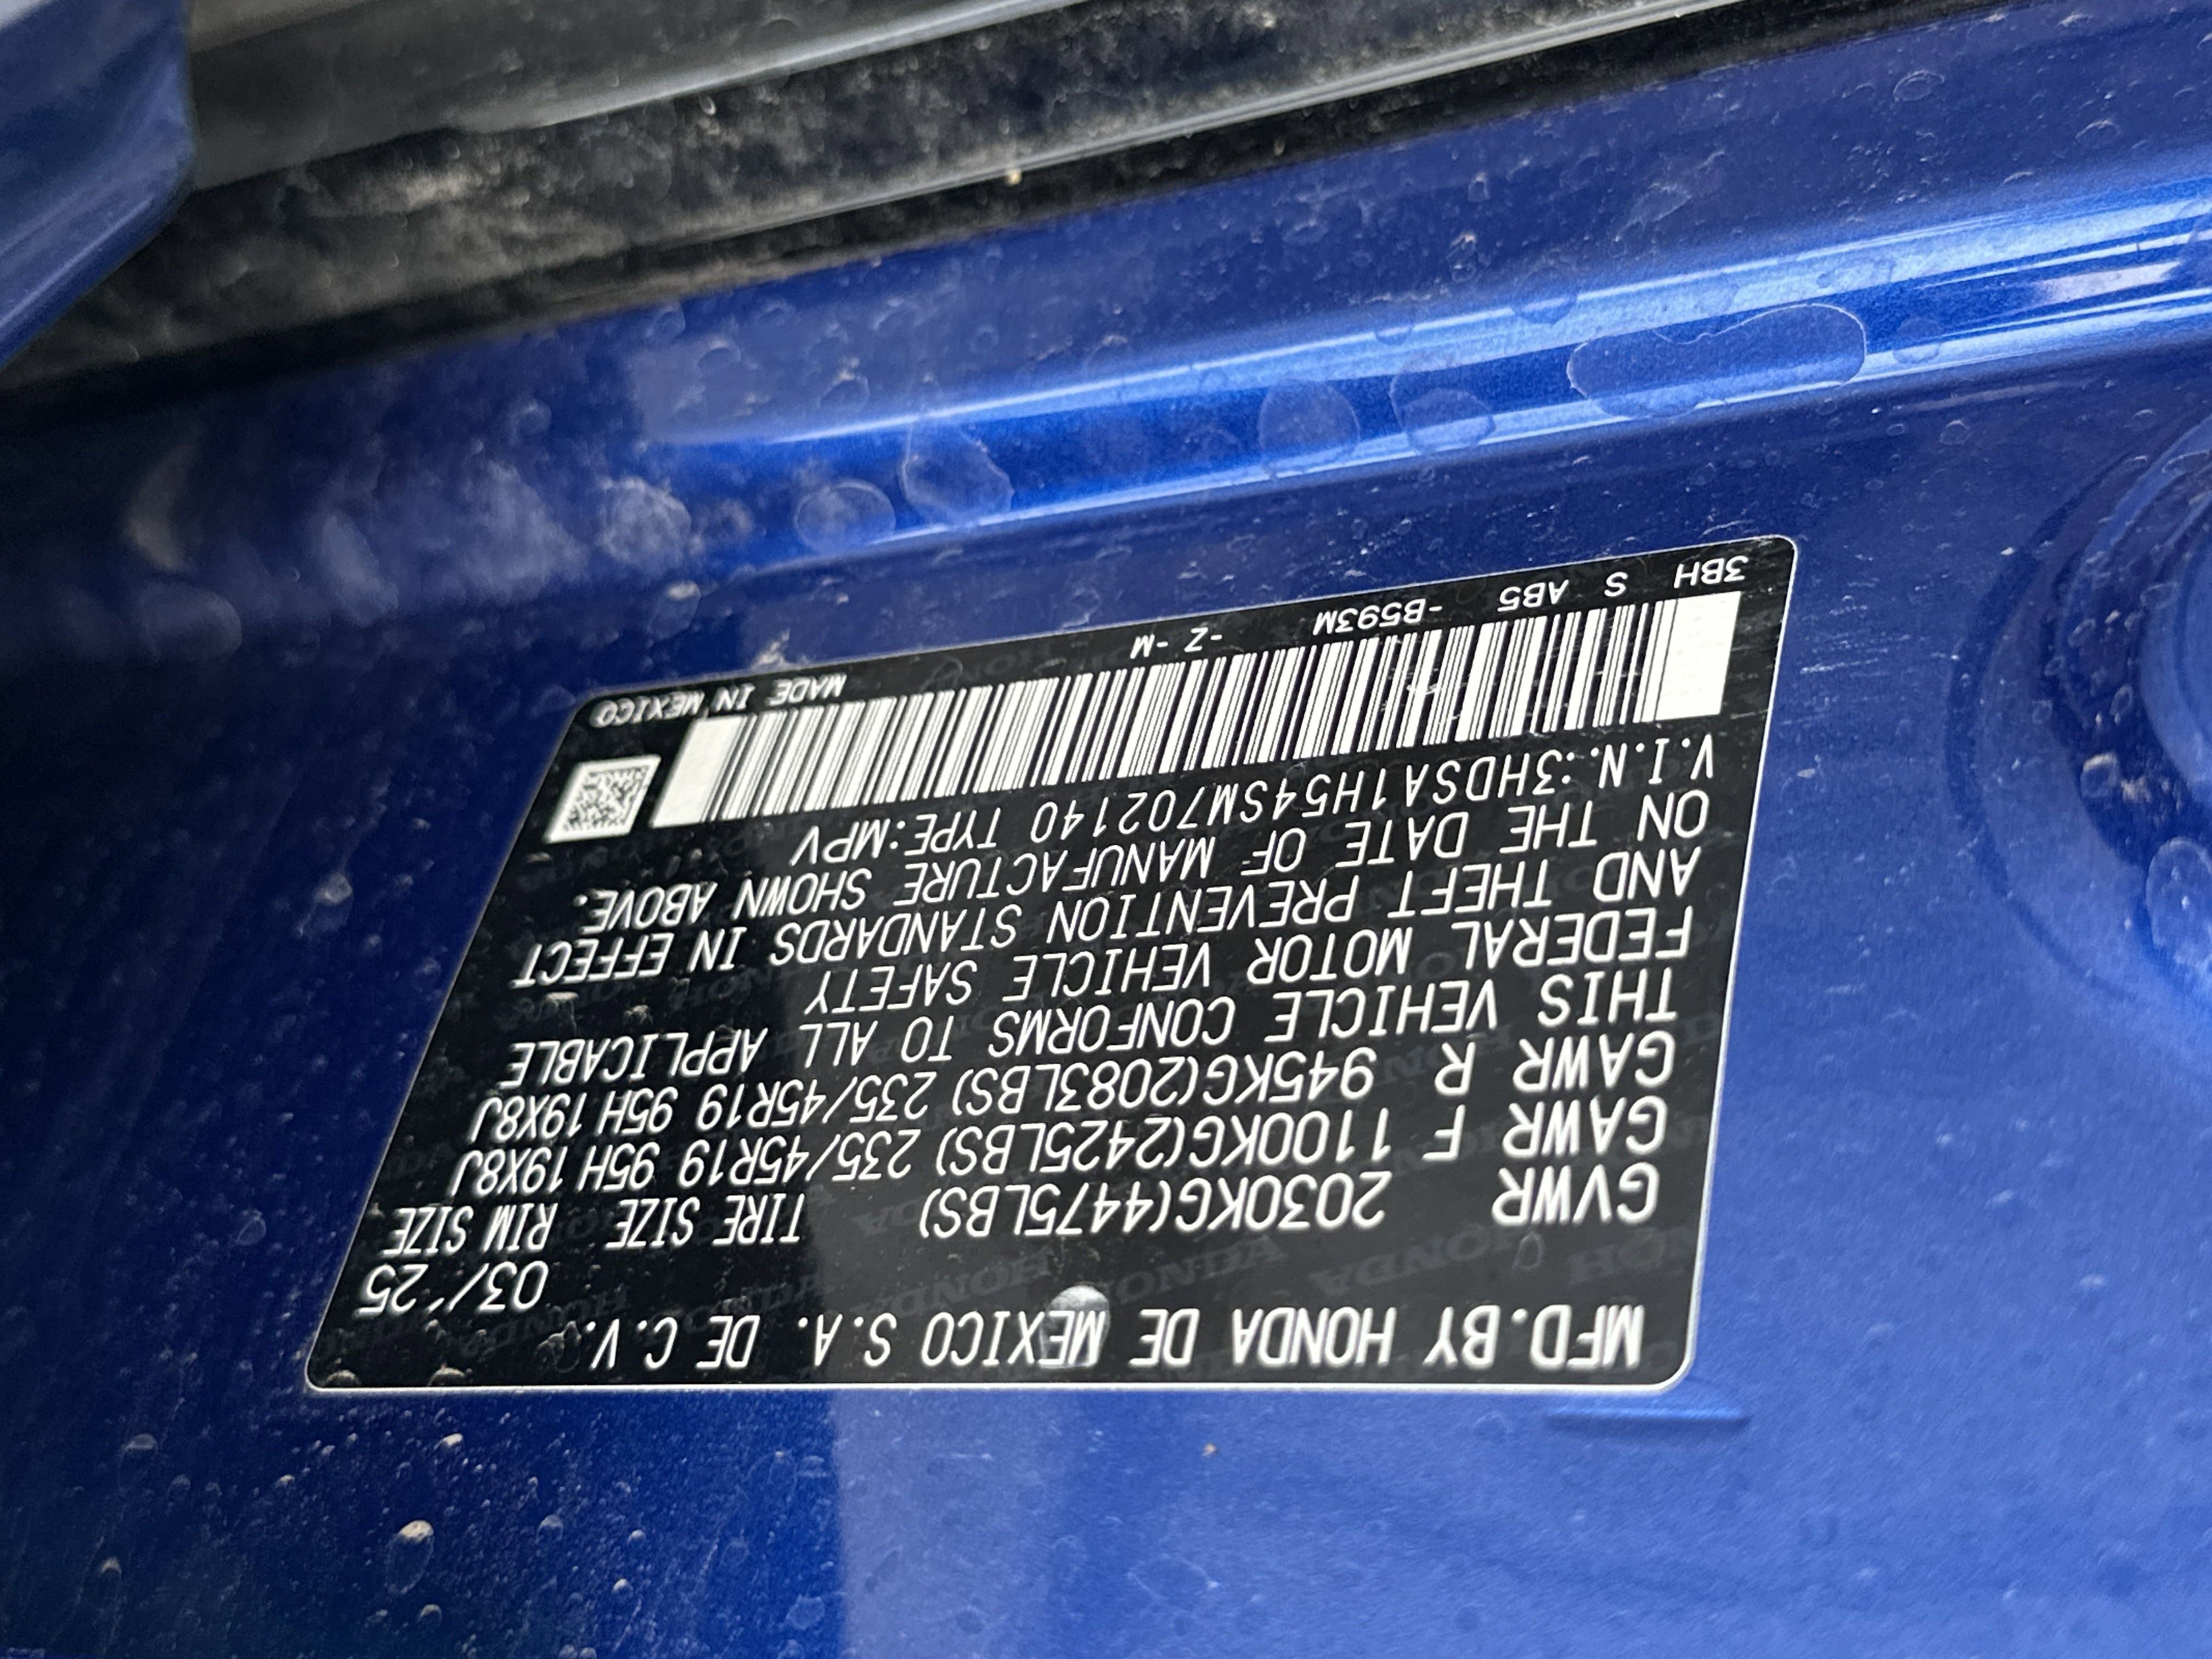 MFD.BY HONDA DE MEXICO S.A. DE C.V.
03/'25
GVWR 2030KG(4475LBS) TIRE SIZE RIM SIZE
GAWR F 1100KG(2425LBS) 235/45R19 95H 19X8J
GAWR R 945KG(2083LBS) 235/45R19 95H 19X8J
THIS VEHICLE CONFORMS TO ALL APPLICABLE
FEDERAL MOTOR VEHICLE SAFETY
AND THEFT PREVENTION STANDARDS IN EFFECT
ON THE DATE OF MANUFACTURE SHOWN ABOVE.
V.I.N.:3HDSA1H54SM702140 TYPE:MPV
3BH S AB5 -B593M -Z -M MADE IN MEXICO